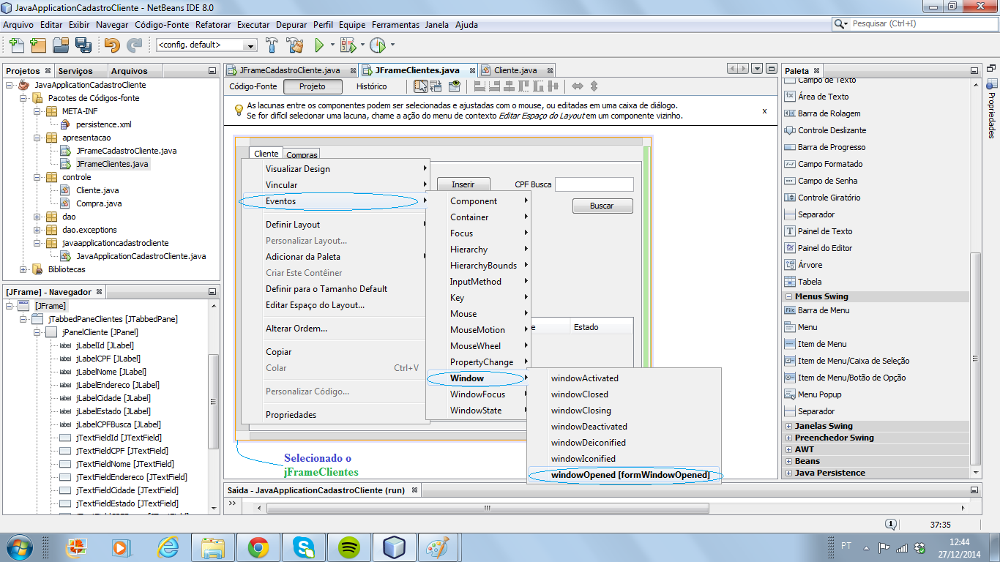 JavaApplicationCadastroCliente - NetBeans IDE 8.0
Arquivo Editar Exibir Navegar Código-Fonte Refatorar Executar Depurar Perfil Equipe Ferramentas Janela Ajuda
Pesquisar (Ctrl+I)
<config. default>
Projetos Serviços Arquivos
JavaApplicationCadastroCliente
Pacotes de Códigos-fonte
META-INF
persistence.xml
apresentacao
JFrameCadastroCliente.java
JFrameClientes.java
controle
Cliente.java
Compra.java
dao
dao.exceptions
javaapplicationcadastrocliente
JavaApplicationCadastroCliente.java
Bibliotecas
[JFrame] - Navegador
[JFrame]
jTabbedPaneClientes [JTabbedPane]
jPanelCliente [JPanel]
label jLabelId [JLabel]
label jLabelCPF [JLabel]
label jLabelNome [JLabel]
label jLabelEndereco [JLabel]
label jLabelCidade [JLabel]
label jLabelEstado [JLabel]
label jLabelCPFBusca [JLabel]
jTextFieldId [JTextField]
jTextFieldCPF [JTextField]
jTextFieldNome [JTextField]
jTextFieldEndereco [JTextField]
jTextFieldCidade [JTextField]
jTextFieldEstado [JTextField]
JFrameCadastroCliente.java JFrameClientes.java Cliente.java
Código-Fonte Projeto Histórico
As lacunas entre os componentes podem ser selecionadas e ajustadas com o mouse, ou editadas em uma caixa de diálogo.
Se for difícil selecionar uma lacuna, chame a ação do menu de contexto Editar Espaço do Layout em um componente vizinho.
x
Cliente Compras
Inserir CPF Busca
Buscar
e Estado
Visualizar Design
Vincular
Eventos
Definir Layout
Personalizar Layout...
Adicionar da Paleta
Criar Este Contêiner
Definir para o Tamanho Default
Editar Espaço do Layout...
Alterar Ordem...
Copiar
Colar Ctrl+V
Personalizar Código...
Propriedades
Component
Container
Focus
Hierarchy
HierarchyBounds
InputMethod
Key
Mouse
MouseMotion
MouseWheel
PropertyChange
Window
WindowFocus
WindowState
windowActivated
windowClosed
windowClosing
windowDeactivated
windowDeiconified
windowIconified
windowOpened [formWindowOpened]
Selecionado o
jFrameClientes
Saída - JavaApplicationCadastroCliente (run)
Paleta
Campo de Texto
Área de Texto
Barra de Rolagem
Controle Deslizante
Barra de Progresso
Campo Formatado
Campo de Senha
Controle Giratório
Separador
Painel de Texto
Painel do Editor
Árvore
Tabela
Menus Swing
Barra de Menu
Menu
Item de Menu
Item de Menu/Caixa de Seleção
Item de Menu/Botão de Opção
Menu Popup
Separador
Janelas Swing
Preenchedor Swing
AWT
Beans
Java Persistence
Propriedades
1 37:35
PT 12:44
27/12/2014